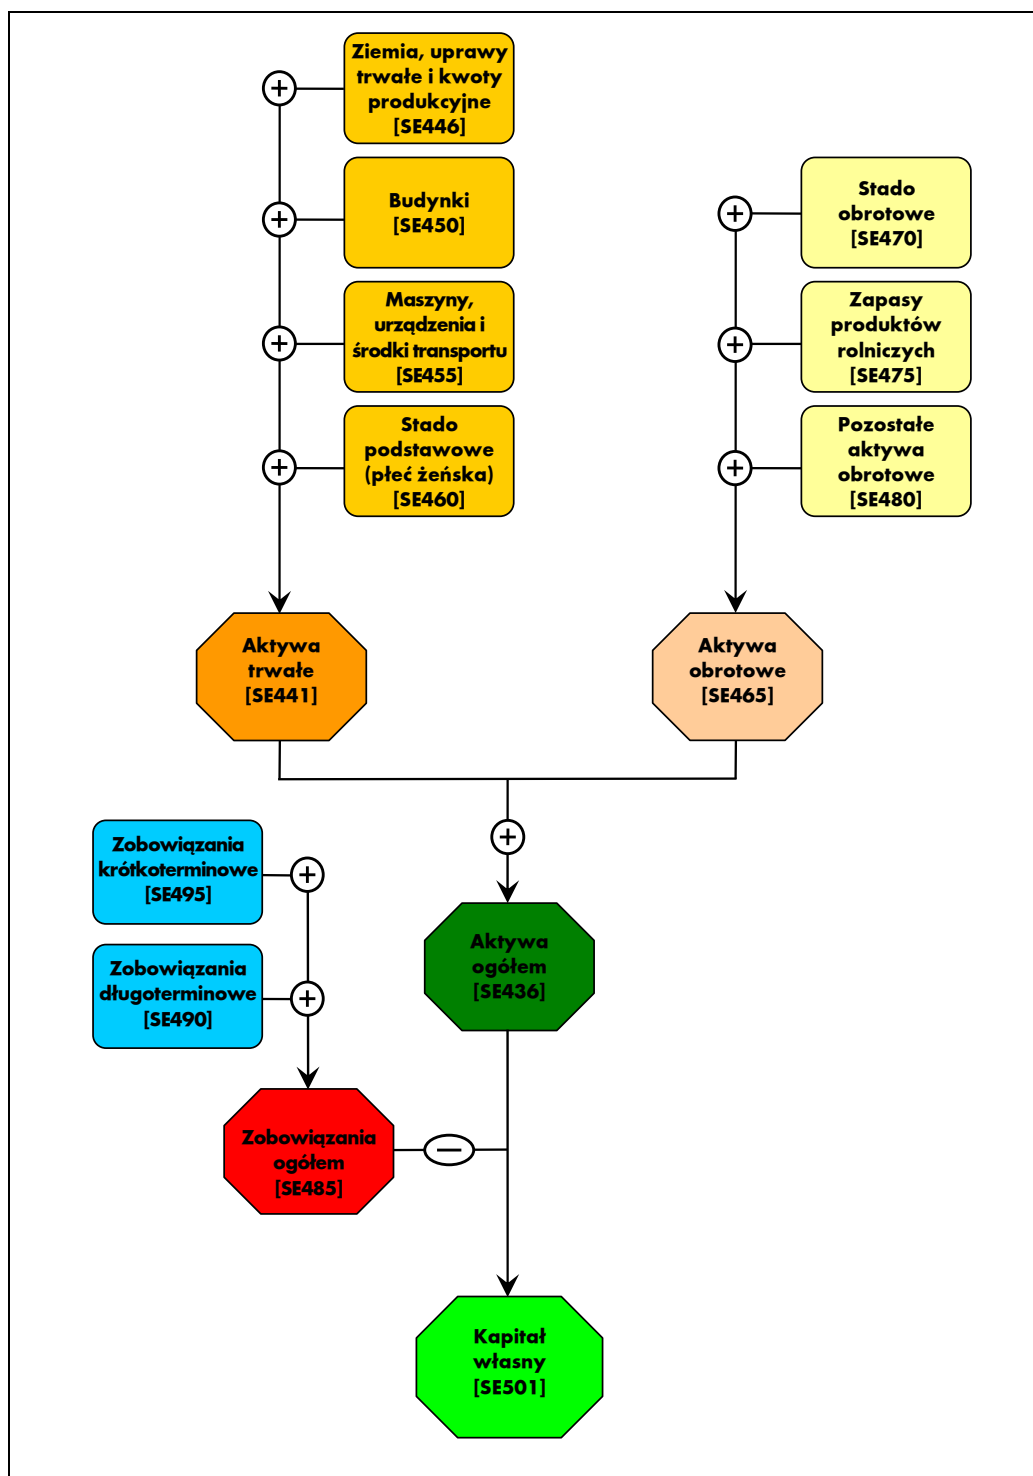 Ziemia, uprawy
trwałe i kwoty
produkcyjne
[SE446]
Budynki
[SE450]
Maszyny,
urządzenia i
środki transportu
[SE455]
Stado
podstawowe
(płeć żeńska)
[SE460]
Stado
obrotowe
[SE470]
Zapasy
produktów
rolniczych
[SE475]
Pozostałe
aktywa
obrotowe
[SE480]
Aktywa
trwałe
[SE441]
Aktywa
obrotowe
[SE465]
Zobowiązania
krótkoterminowe
[SE495]
Zobowiązania
długoterminowe
[SE490]
Aktywa
ogółem
[SE436]
Zobowiązania
ogółem
[SE485]
Kapitał
własny
[SE501]